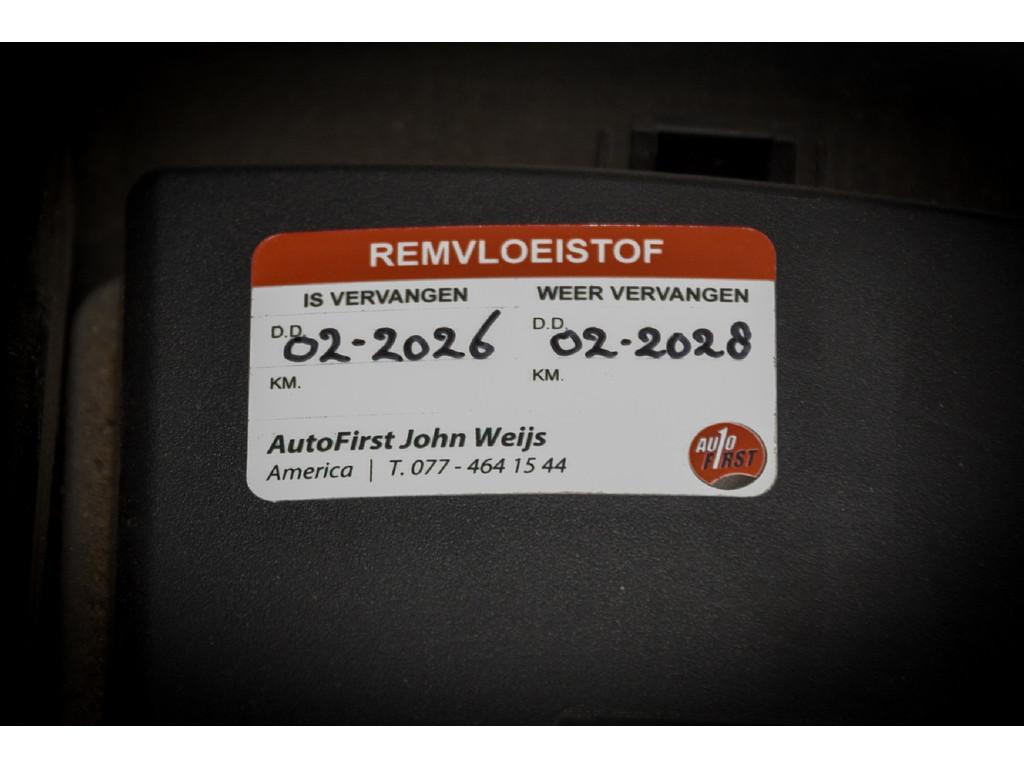 REMVLOEISTOF
IS VERVANGEN WEER VERVANGEN
D.D. 02-2026 D.D. 02-2028
KM. KM.
AutoFirst John Weijs
America | T. 077 - 464 15 44
AUTO
FIRST